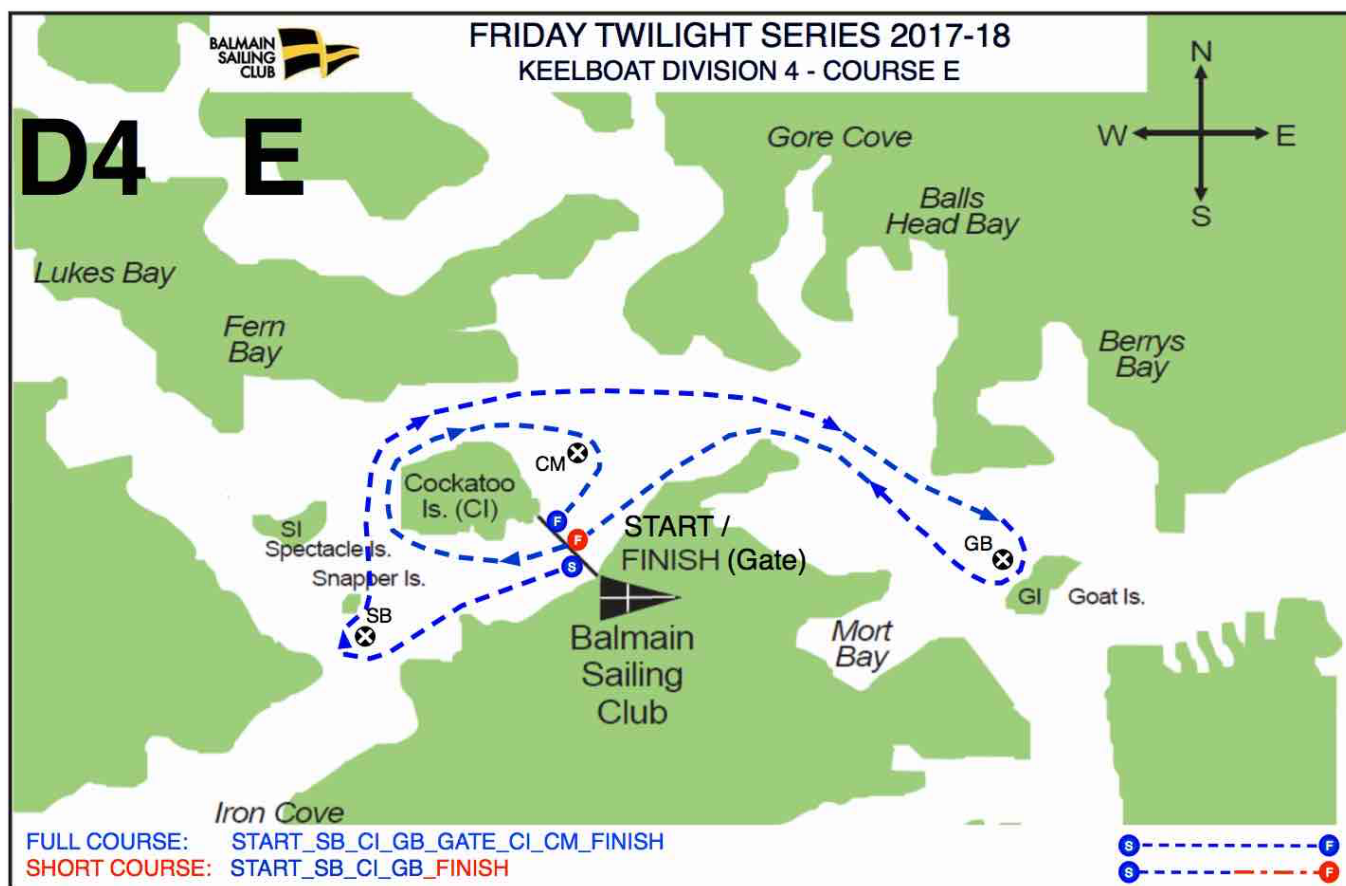 BALMAIN
SAILING
CLUB
FRIDAY TWILIGHT SERIES 2017-18
KEELBOAT DIVISION 4 - COURSE E
D4 E
N
W E
S
Gore Cove
Balls
Head Bay
Lukes Bay
Fern
Bay
Berrys
Bay
CM
Cockatoo
Is. (CI)
SI
Spectacle Is.
Snapper Is.
SB
F
F
S
START /
FINISH (Gate)
GB
GI Goat Is.
Mort
Bay
Balmain
Sailing
Club
Iron Cove
FULL COURSE: START_SB_CI_GB_GATE_CI_CM_FINISH
SHORT COURSE: START_SB_CI_GB_FINISH
S F
S F